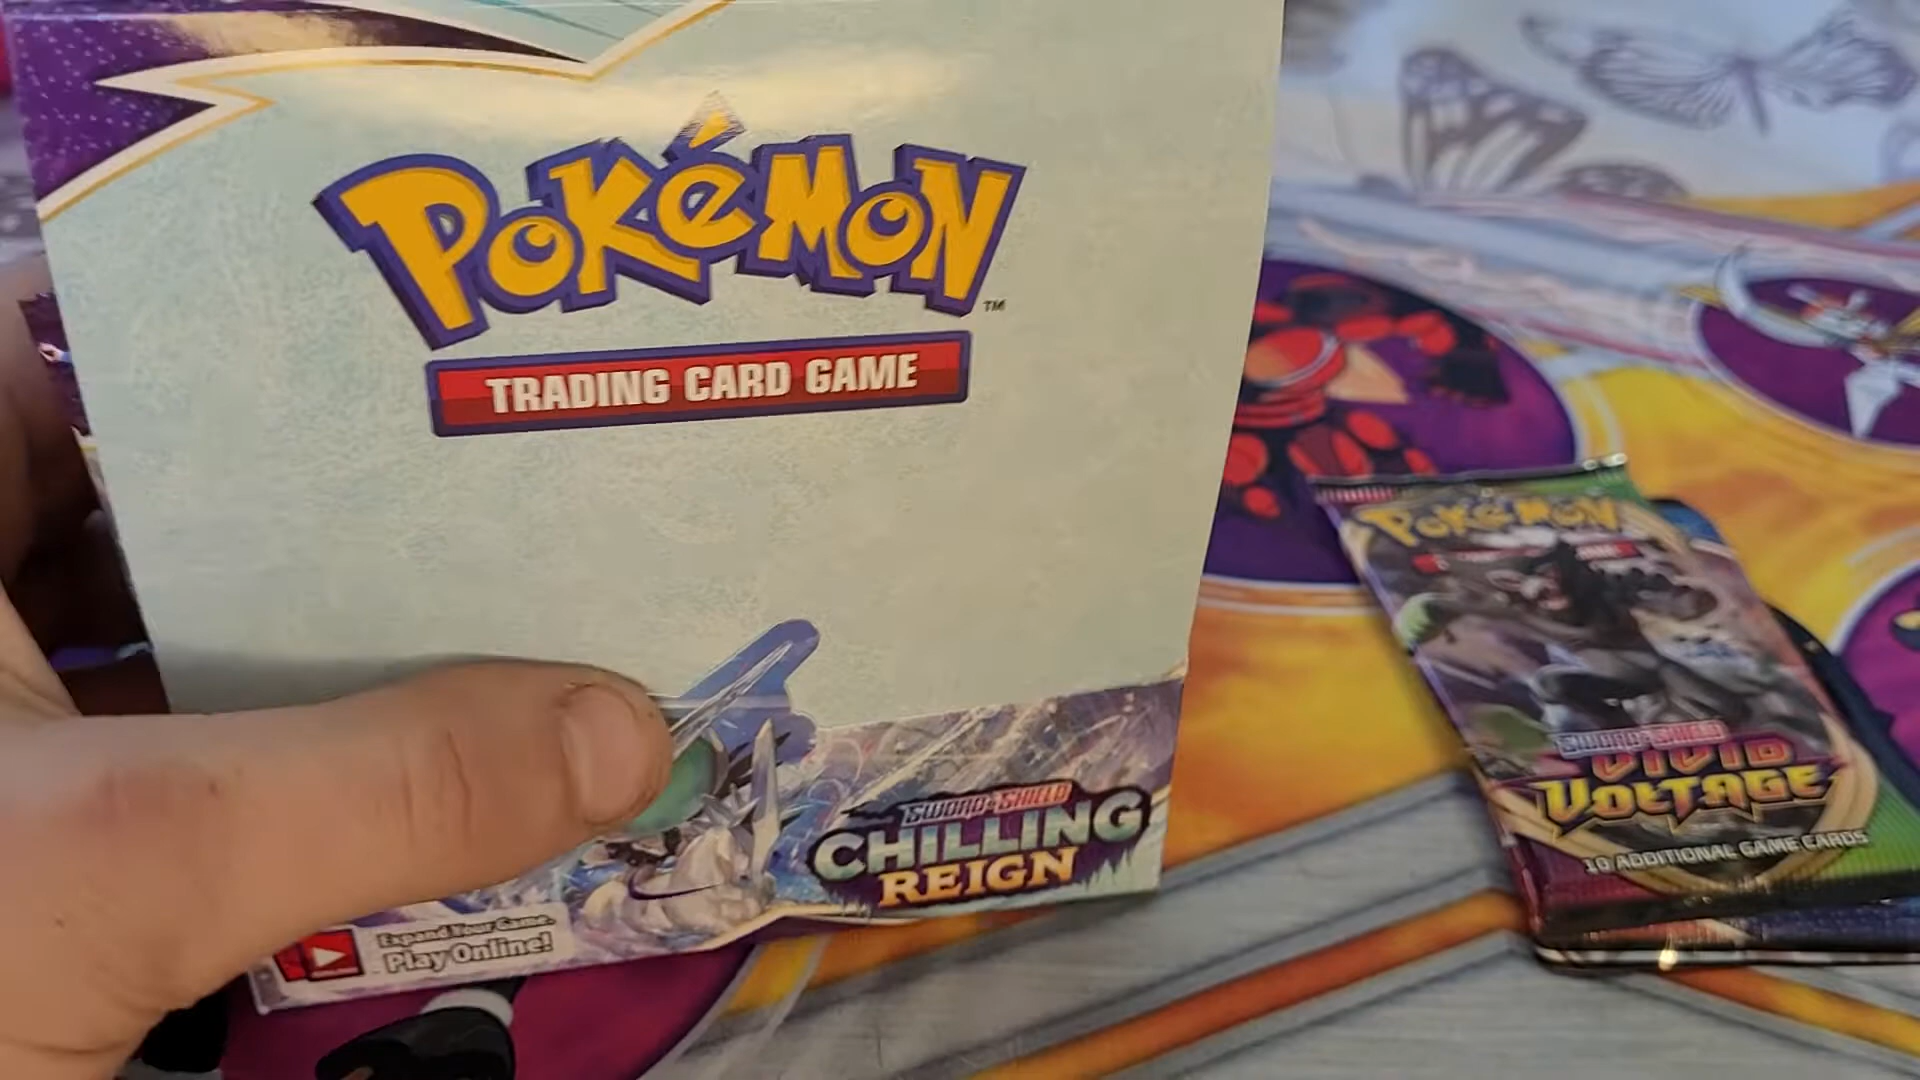 POKéMON
TM
TRADING CARD GAME
SWORD & SHIELD
CHILLING
REIGN
Expand Your Game.
Play Online!
POKéMON
SWORD & SHIELD
VIVID
VOLTAGE
10 ADDITIONAL GAME CARDS